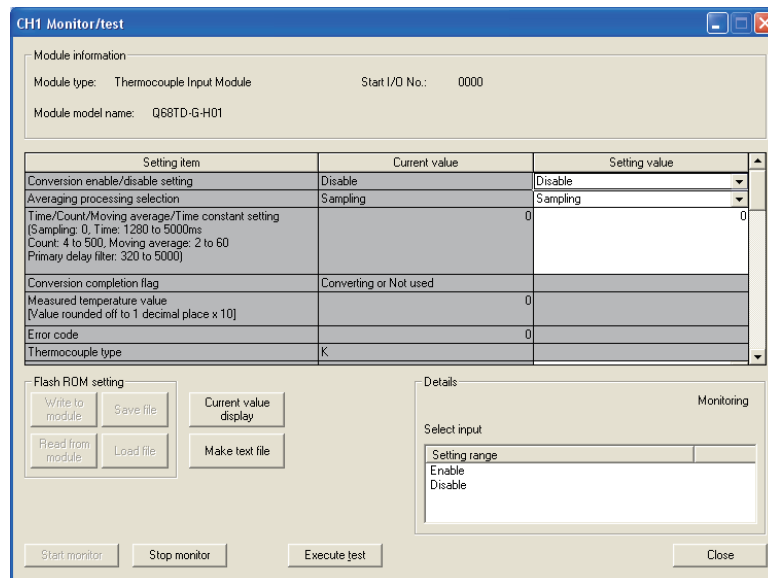 CH1 Monitor/test
Module information
Module type: Thermocouple Input Module Start I/O No.: 0000
Module model name: Q68TD-G-H01
Setting item Current value Setting value
Conversion enable/disable setting Disable Disable
Averaging processing selection Sampling Sampling
Time/Count/Moving average/Time constant setting 0 0
(Sampling: 0, Time: 1280 to 5000ms
Count: 4 to 500, Moving average: 2 to 60
Primary delay filter: 320 to 5000)
Conversion completion flag Converting or Not used
Measured temperature value 0
[Value rounded off to 1 decimal place x 10]
Error code 0
Thermocouple type K
Flash ROM setting
Write to
module
Save file
Read from
module
Load file
Current value
display
Make text file
Details
Monitoring
Select input
Setting range
Enable
Disable
Start monitor Stop monitor Execute test Close